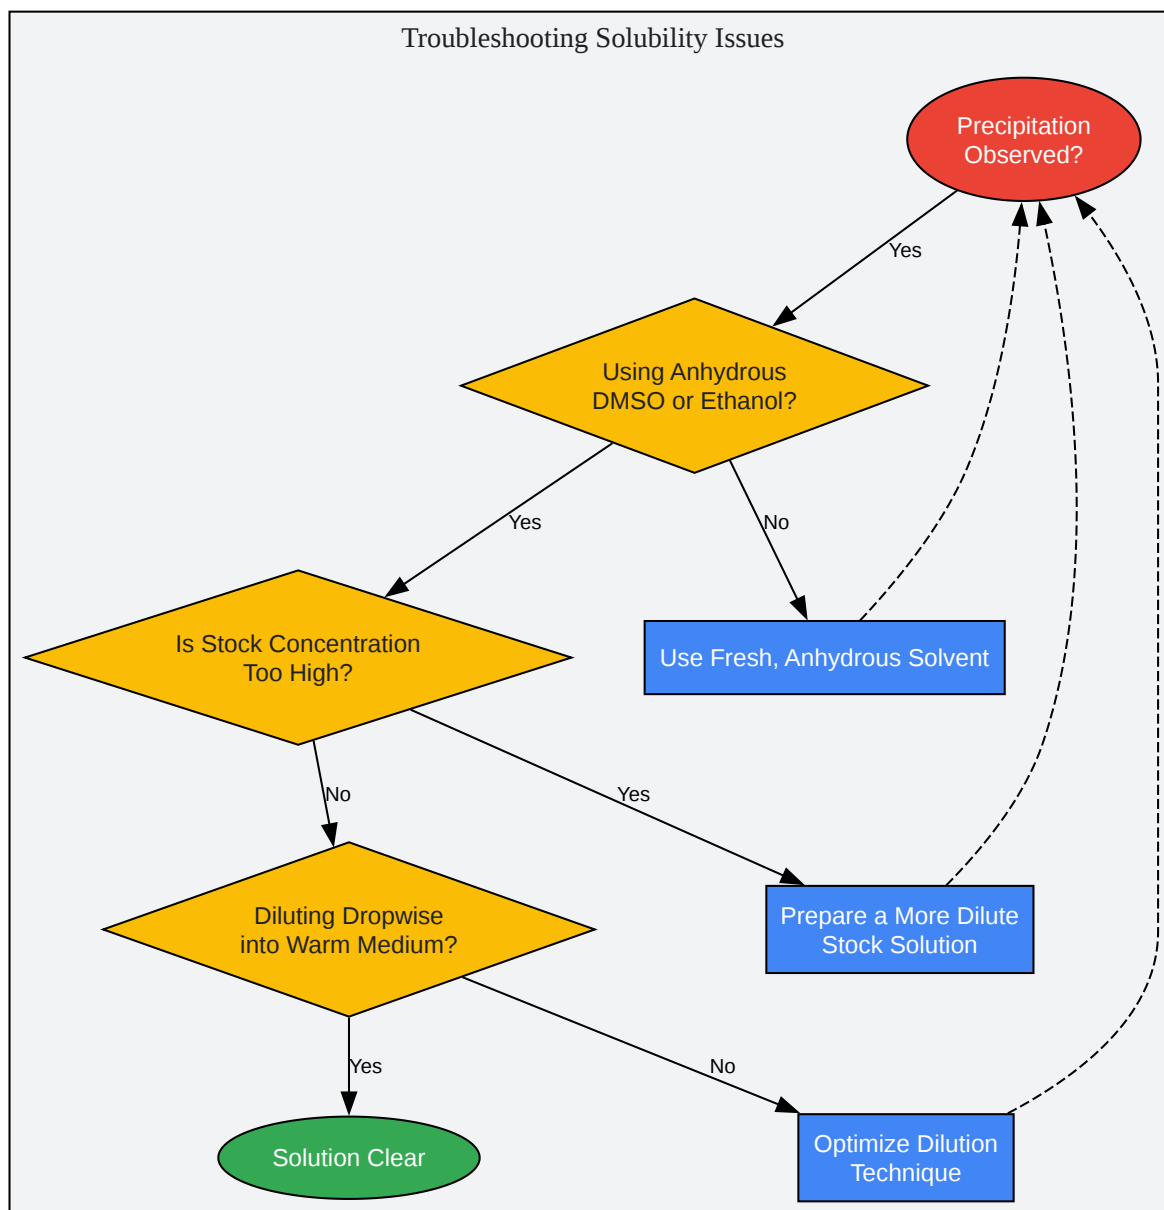 Troubleshooting Solubility Issues
Precipitation
Observed?
Yes
Using Anhydrous
DMSO or Ethanol?
Yes
No
Is Stock Concentration
Too High?
Use Fresh, Anhydrous Solvent
No
Yes
Diluting Dropwise
into Warm Medium?
Prepare a More Dilute
Stock Solution
Yes
No
Solution Clear
Optimize Dilution
Technique